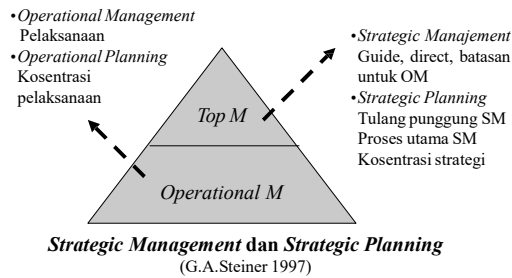 •Operational Management
Pelaksanaan
•Operational Planning
Kosentrasi
pelaksanaan
•Strategic Manajement
Guide, direct, batasan
untuk OM
•Strategic Planning
Tulang punggung SM
Proses utama SM
Kosentrasi strategi
Top M
Operational M
Strategic Management dan Strategic Planning
(G.A.Steiner 1997)